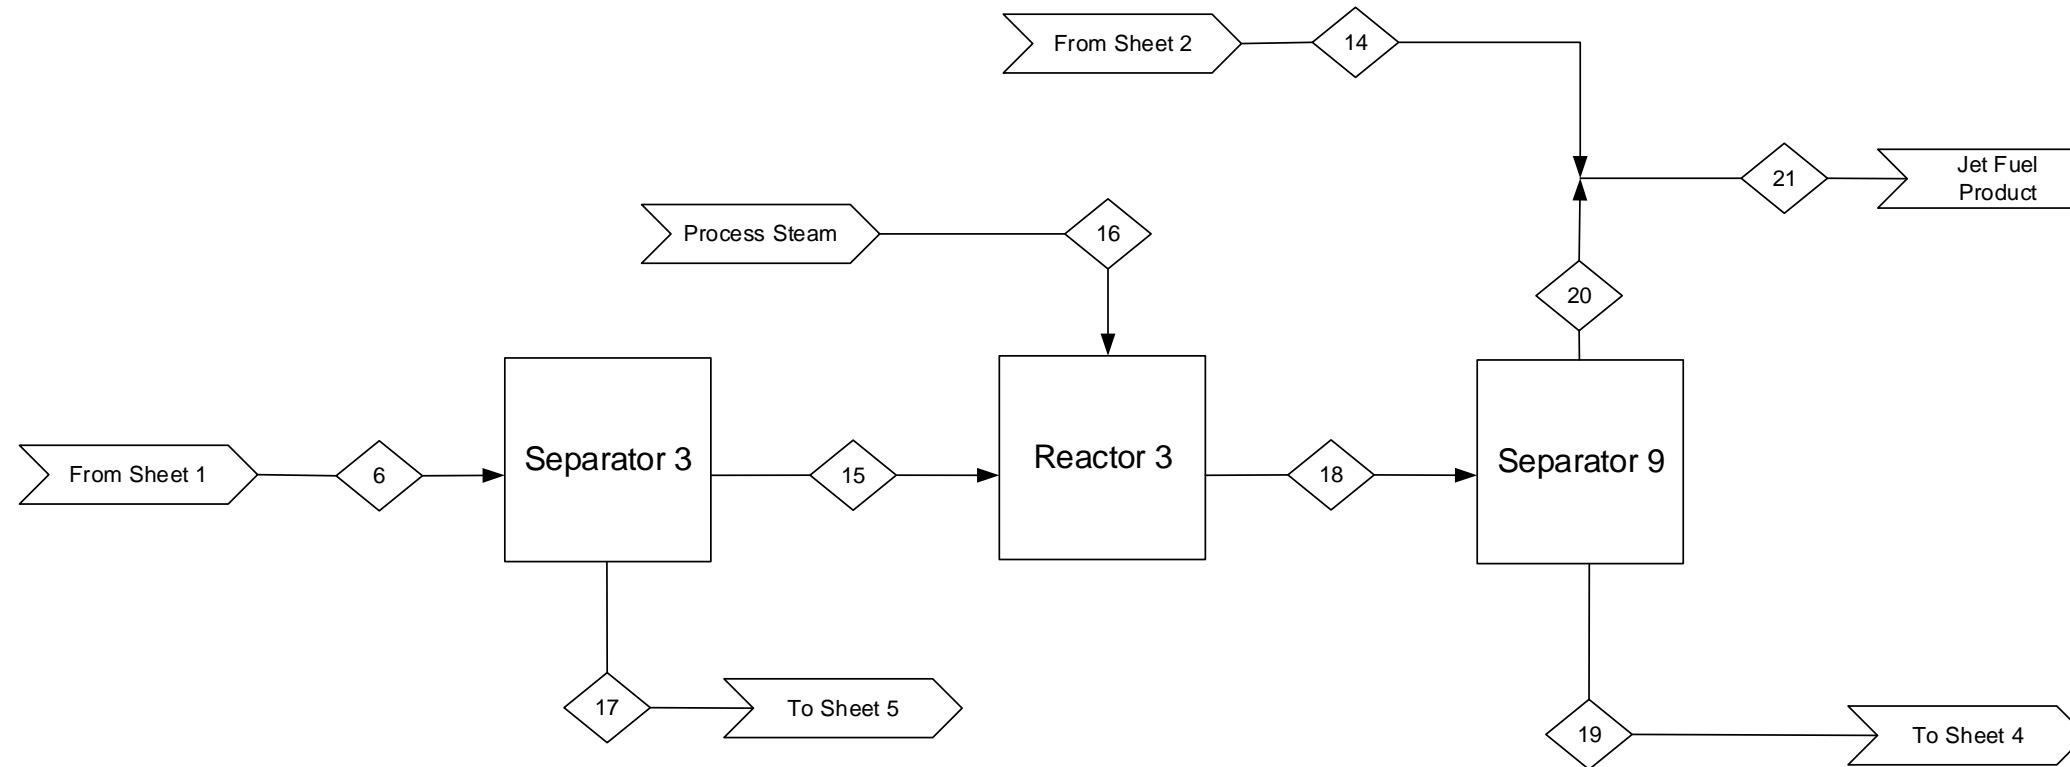 From Sheet 2
14
Jet Fuel
Product
21
Process Steam
16
20
Separator 3
Reactor 3
Separator 9
From Sheet 1
6
15
18
17
To Sheet 5
19
To Sheet 4